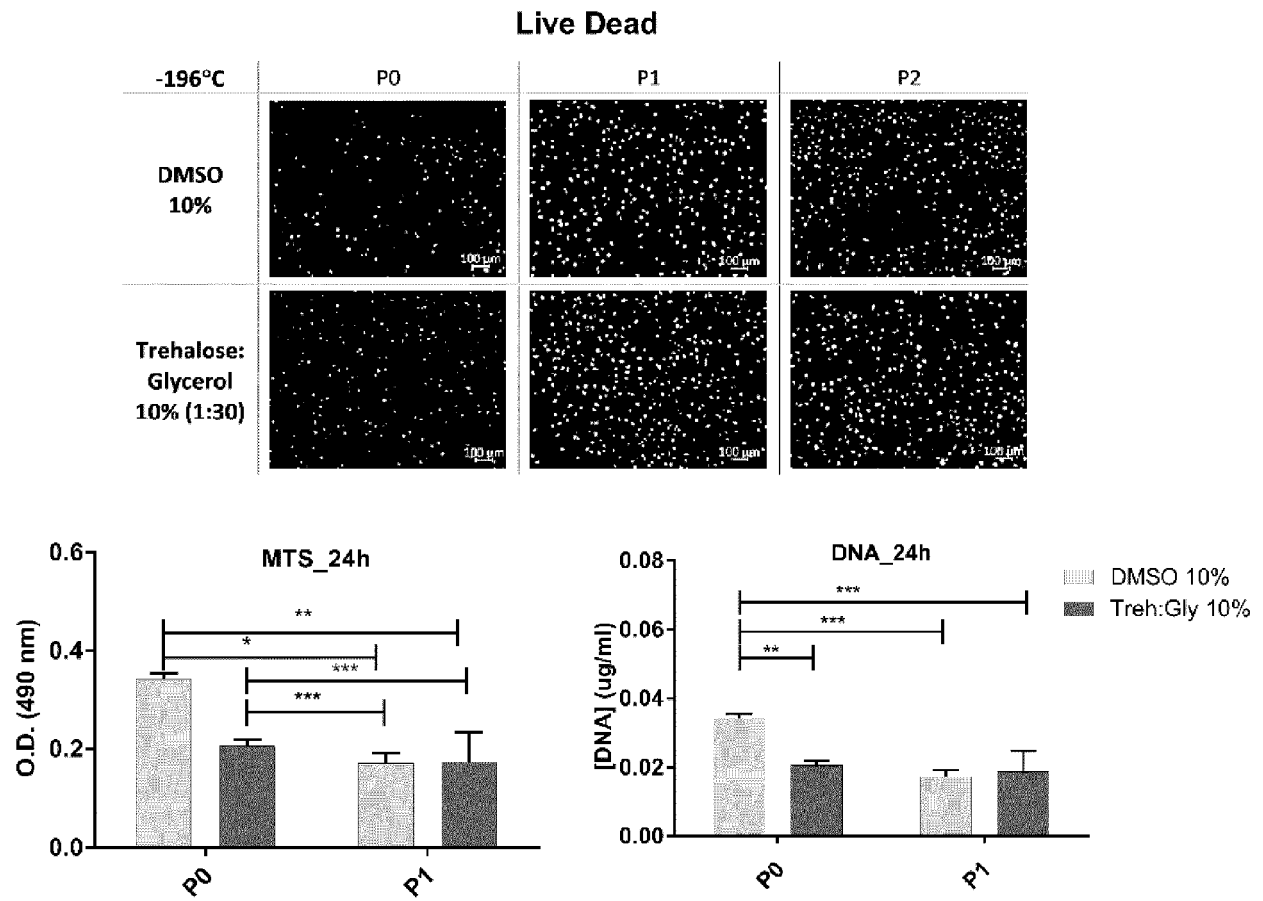 Live Dead
-196°C P0 P1 P2
DMSO
10%
100 µm 100 µm 100 µm
Trehalose:
Glycerol
10% (1:30)
100 µm 100 µm 100 µm
MTS_24h
O.D. (490 nm)
0.6
0.4
0.2
0.0
**
*
***
***
P0 P1
DNA_24h
[DNA] (ug/ml)
0.08
0.06
0.04
0.02
0.00
***
***
**
P0 P1
DMSO 10%
Treh:Gly 10%